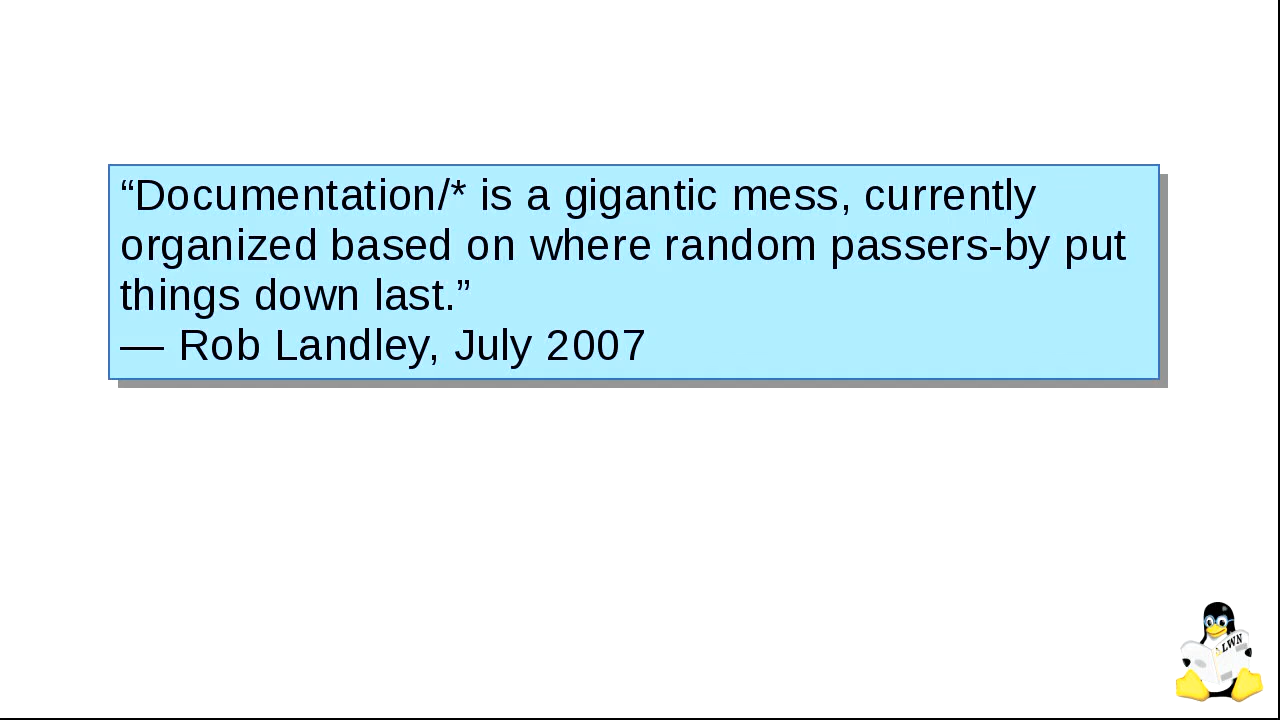 “Documentation/* is a gigantic mess, currently
organized based on where random passers-by put
things down last.”
— Rob Landley, July 2007
LWN